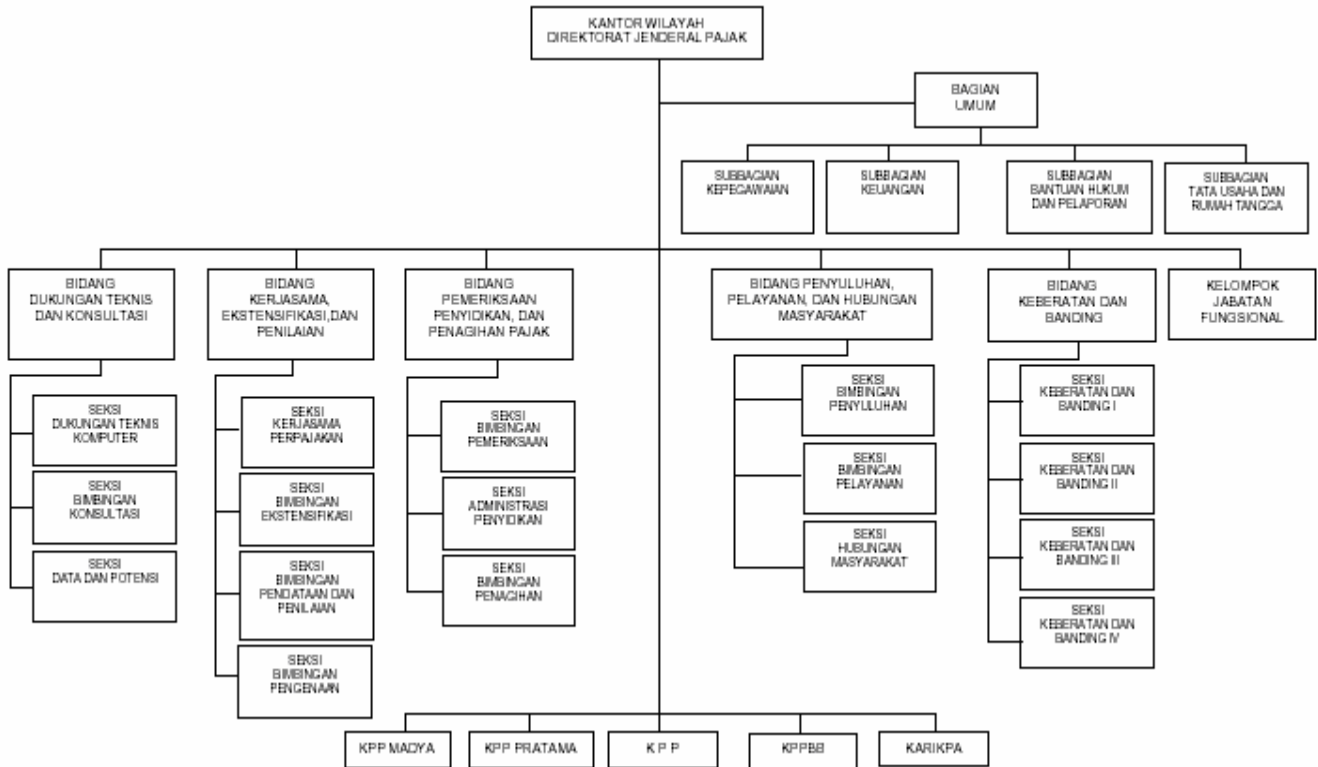 KANTOR WILAYAH
DIREKTORAT JENDERAL PAJAK
BAGIAN
UMUM
SUBBAGIAN
KEPEGAWAIAN
SUBBAGIAN
KEUANGAN
SUBBAGIAN
BANTUAN HUKUM
DAN PELAPORAN
SUBBAGIAN
TATA USAHA DAN
RUMAH TANGGA
BIDANG
DUKUNGAN TEKNIS
DAN KONSULTASI
BIDANG
KERJASAMA,
EKSTENSIFIKASI,DAN
PENILAIAN
BIDANG
PEMERIKSAAN
PENYIDIKAN, DAN
PENAGIHAN PAJAK
BIDANG PENYULUHAN,
PELAYANAN, DAN HUBUNGAN
MASYARAKAT
BIDANG
KEBERATAN DAN
BANDING
KELOMPOK
JABATAN
FUNGSIONAL
SEKSI
DUKUNGAN TEKNIS
KOMPUTER
SEKSI
BIMBINGAN
KONSULTASI
SEKSI
DATA DAN POTENSI
SEKSI
KERJASAMA
PERPAJAKAN
SEKSI
BIMBINGAN
EKSTENSIFIKASI
SEKSI
BIMBINGAN
PENDATAAN DAN
PENILAIAN
SEKSI
BIMBINGAN
PENGENAAN
SEKSI
BIMBINGAN
PEMERIKSAAN
SEKSI
ADMINISTRASI
PENYIDIKAN
SEKSI
BIMBINGAN
PENAGIHAN
SEKSI
BIMBINGAN
PENYULUHAN
SEKSI
BIMBINGAN
PELAYANAN
SEKSI
HUBUNGAN
MASYARAKAT
SEKSI
KEBERATAN DAN
BANDING I
SEKSI
KEBERATAN DAN
BANDING II
SEKSI
KEBERATAN DAN
BANDING III
SEKSI
KEBERATAN DAN
BANDING IV
KPP MADYA
KPP PRATAMA
K P P
KPPBB
KARIKPA